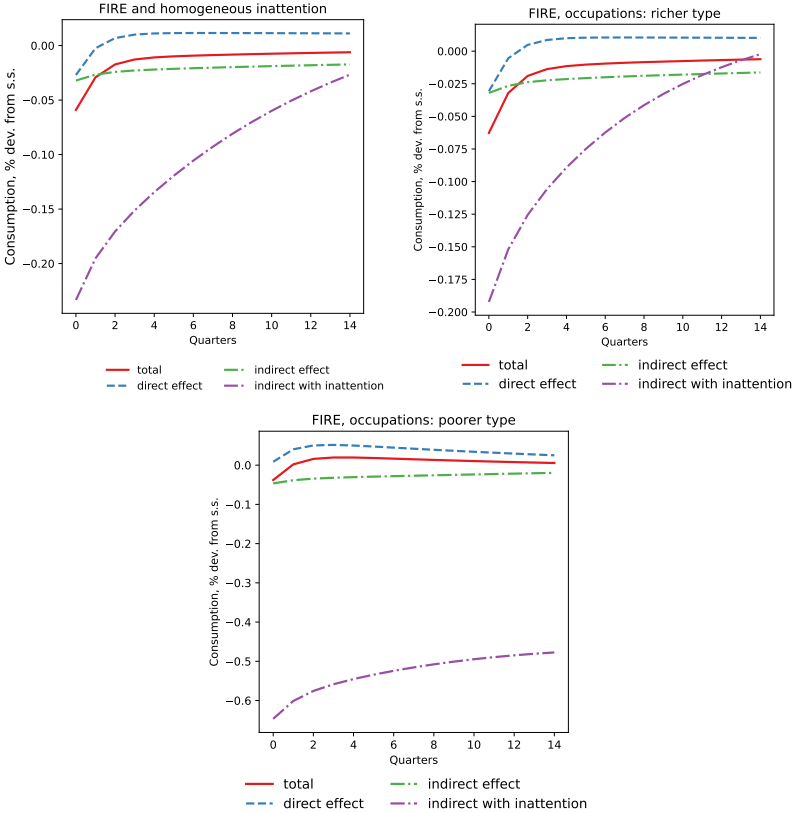 FIRE and homogeneous inattention
Consumption, % dev. from s.s.
0.00
−0.05
−0.10
−0.15
−0.20
0 2 4 6 8 10 12 14
Quarters
total
direct effect
indirect effect
indirect with inattention
FIRE, occupations: richer type
Consumption, % dev. from s.s.
0.000
−0.025
−0.050
−0.075
−0.100
−0.125
−0.150
−0.175
−0.200
0 2 4 6 8 10 12 14
Quarters
total
direct effect
indirect effect
indirect with inattention
FIRE, occupations: poorer type
Consumption, % dev. from s.s.
0.0
−0.1
−0.2
−0.3
−0.4
−0.5
−0.6
0 2 4 6 8 10 12 14
Quarters
total
direct effect
indirect effect
indirect with inattention